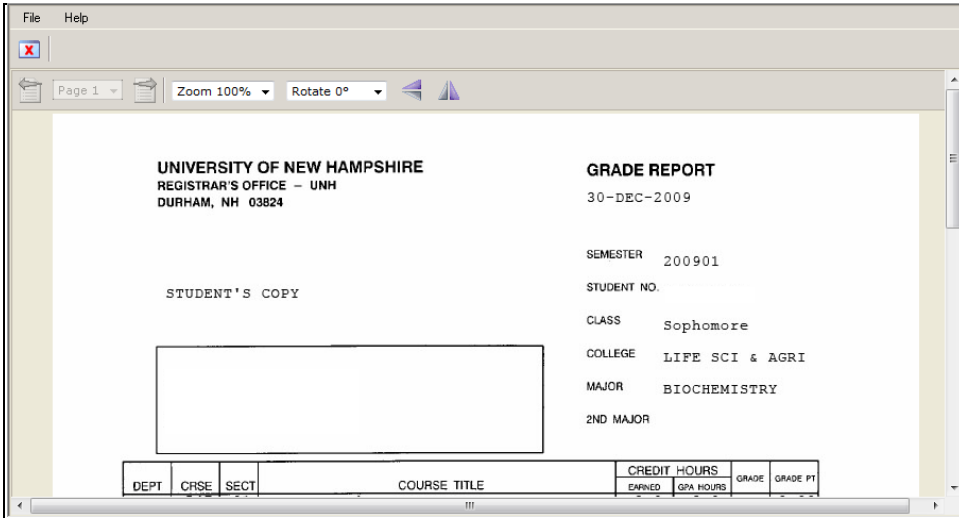 File Help
Page 1 Zoom 100% Rotate 0°
UNIVERSITY OF NEW HAMPSHIRE
REGISTRAR'S OFFICE – UNH
DURHAM, NH 03824
GRADE REPORT
30-DEC-2009
SEMESTER 200901
STUDENT'S COPY
STUDENT NO.
CLASS Sophomore
COLLEGE LIFE SCI & AGRI
MAJOR BIOCHEMISTRY
2ND MAJOR
DEPT CRSE SECT COURSE TITLE CREDIT HOURS EARNED GPA HOURS GRADE GRADE PT